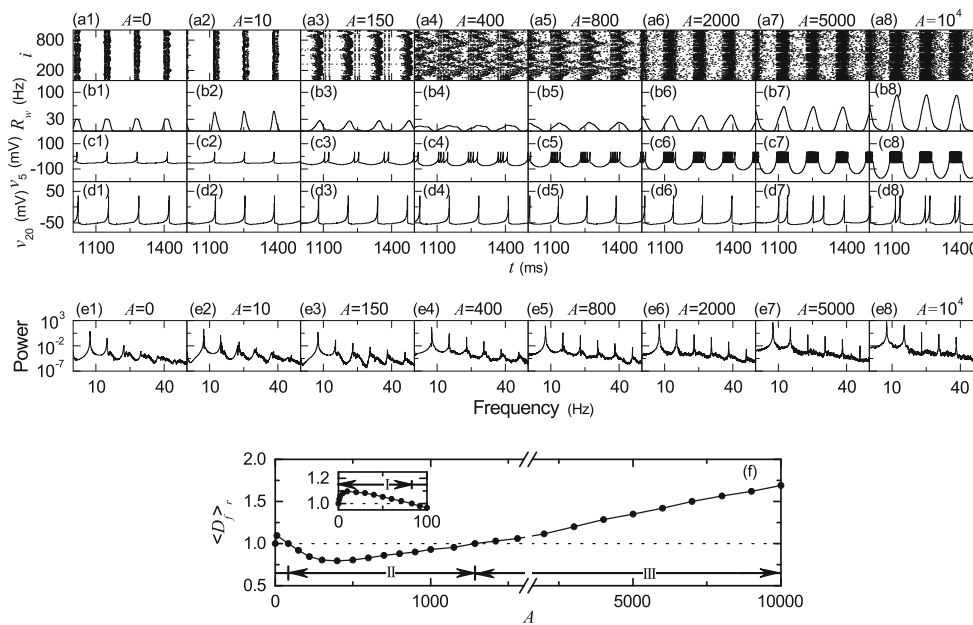 (a1) A=0 (a2) A=10 (a3) A=150 (a4) A=400 (a5) A=800 (a6) A=2000 (a7) A=5000 (a8) A=10⁴
i
800
200
(b1) (b2) (b3) (b4) (b5) (b6) (b7) (b8)
R_w (Hz)
100
30
(c1) (c2) (c3) (c4) (c5) (c6) (c7) (c8)
v_5 (mV)
100
-100
(d1) (d2) (d3) (d4) (d5) (d6) (d7) (d8)
v_20 (mV)
50
-50
1100 1400 1100 1400 1100 1400 1100 1400 1100 1400 1100 1400 1100 1400 1100 1400
t (ms)
(e1) A=0 (e2) A=10 (e3) A=150 (e4) A=400 (e5) A=800 (e6) A=2000 (e7) A=5000 (e8) A=10⁴
Power
10³
10⁻²
10⁻⁷
10 40 10 40 10 40 10 40 10 40 10 40 10 40 10 40
Frequency (Hz)
(f)
<D_f>_r
2.0
1.5
1.0
0.5
1.2
1.0
I
0 100
II III
0 1000 5000 10000
A